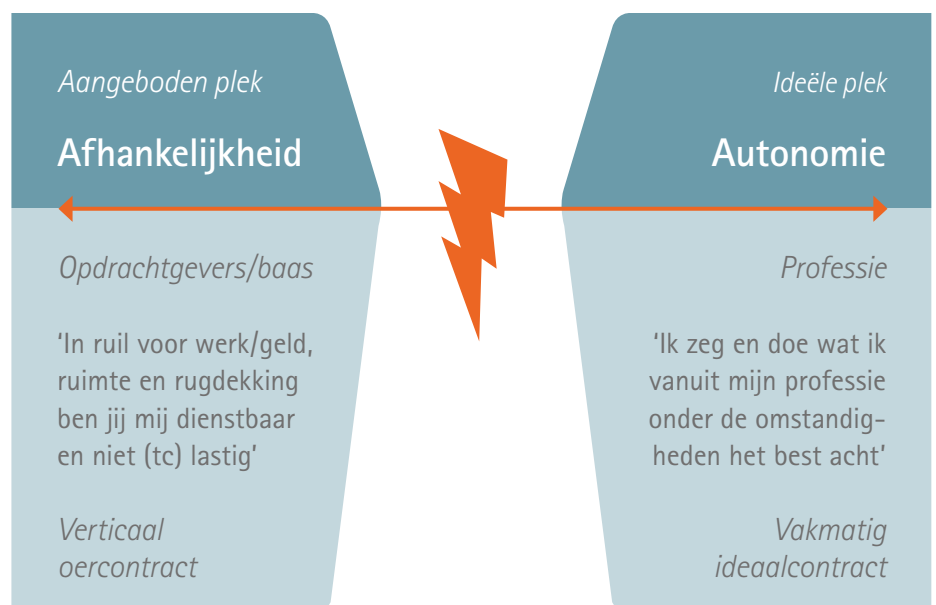 Aangeboden plek
Afhankelijkheid
Opdrachtgevers/baas
'In ruil voor werk/geld,
ruimte en rugdekking
ben jij mij dienstbaar
en niet (tc) lastig'
Verticaal
oercontract
Ideële plek
Autonomie
Professie
'Ik zeg en doe wat ik
vanuit mijn professie
onder de omstandig-
heden het best acht'
Vakmatig
ideaalcontract